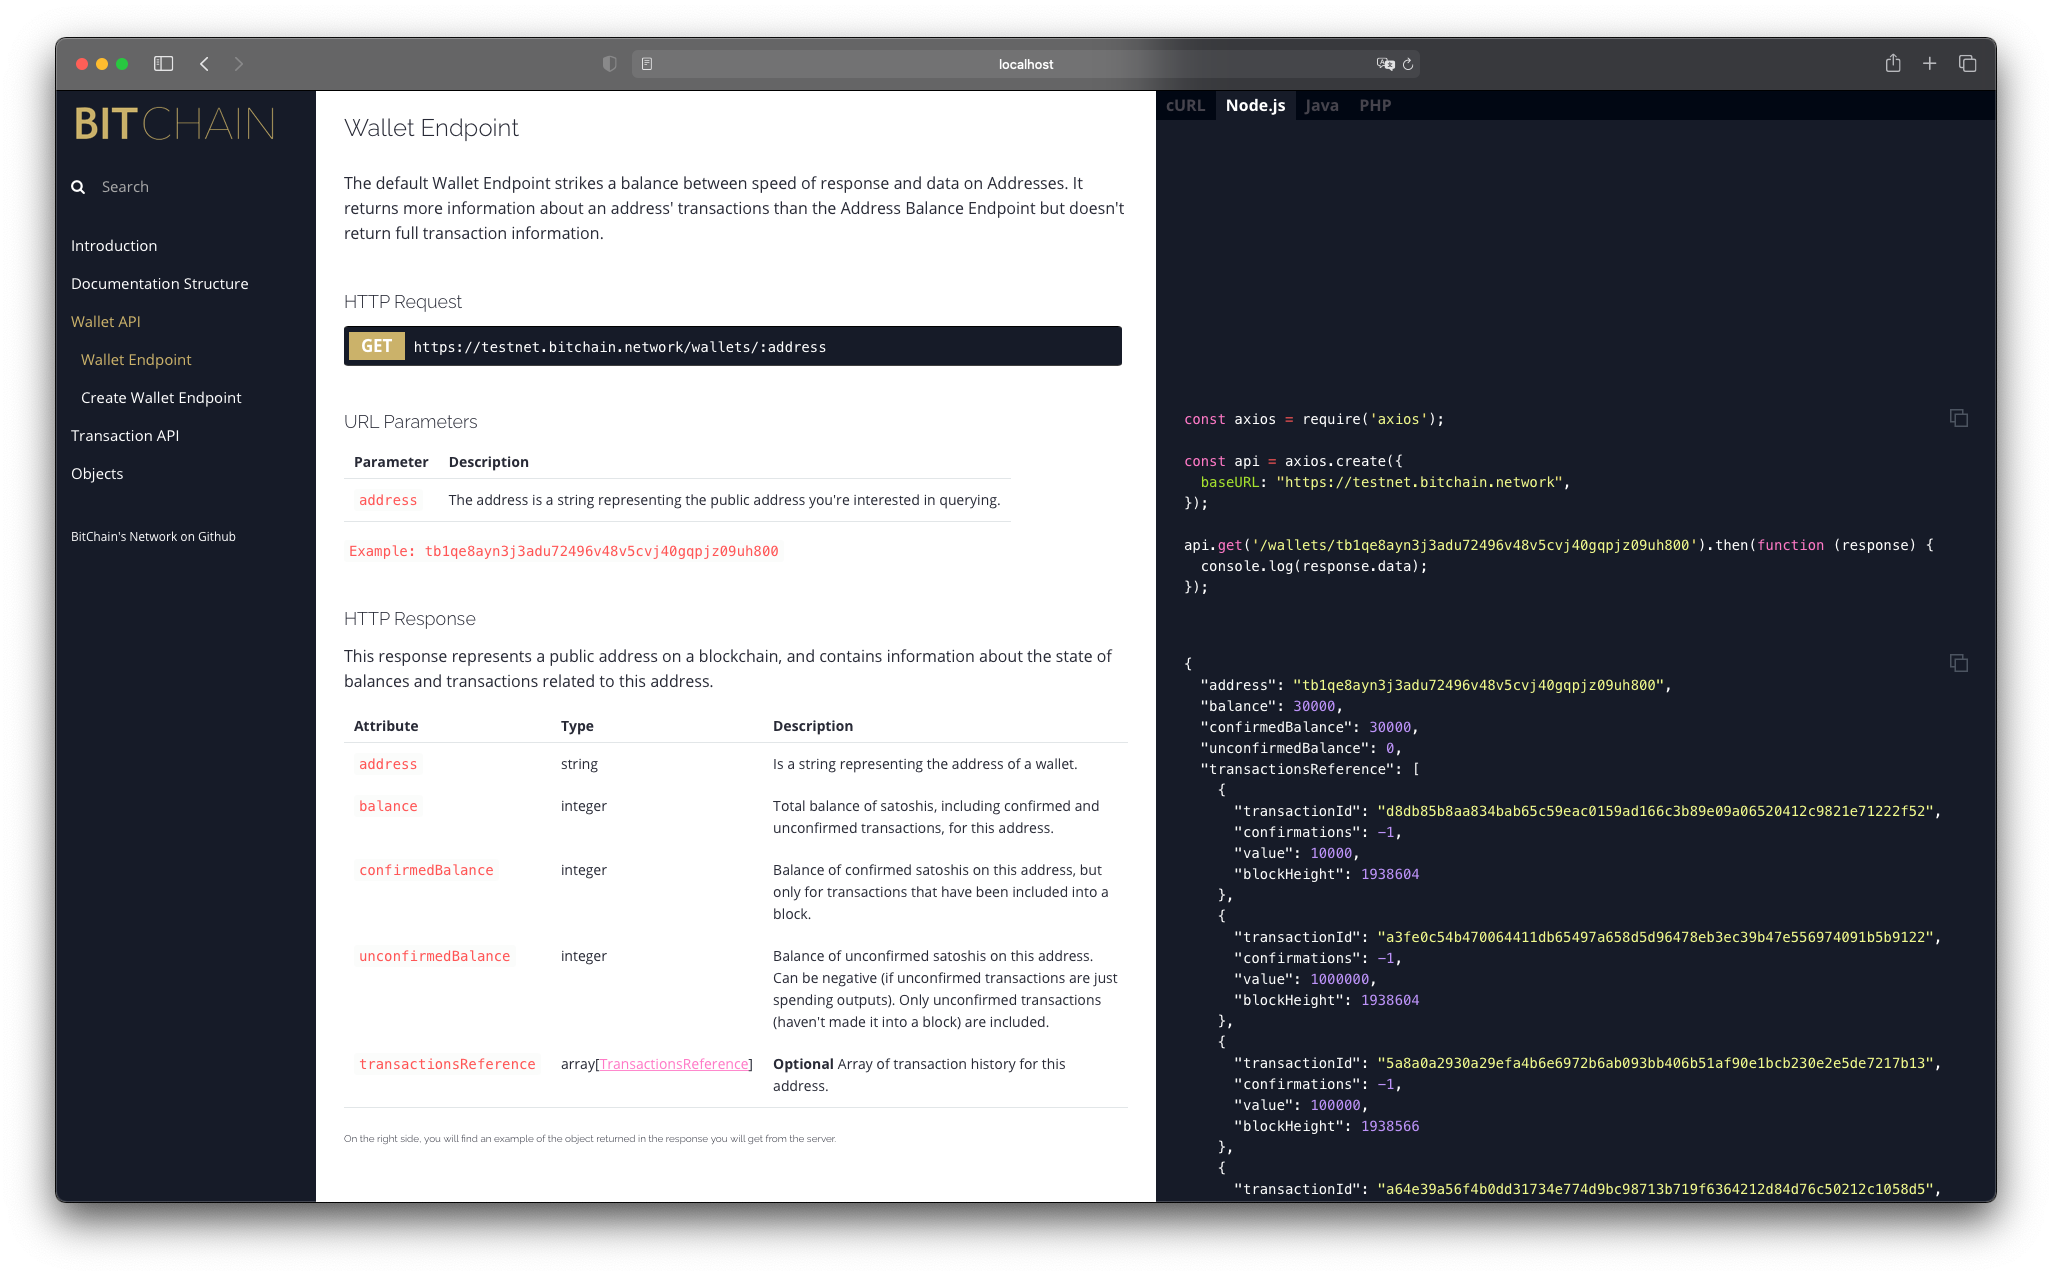 localhost
BITCHAIN
Search
Introduction
Documentation Structure
Wallet API
Wallet Endpoint
Create Wallet Endpoint
Transaction API
Objects
BitChain's Network on Github
Wallet Endpoint
The default Wallet Endpoint strikes a balance between speed of response and data on Addresses. It
returns more information about an address' transactions than the Address Balance Endpoint but doesn't
return full transaction information.
HTTP Request
GET https://testnet.bitchain.network/wallets/:address
URL Parameters
Parameter Description
address The address is a string representing the public address you're interested in querying.
Example: tb1qe8ayn3j3adu72496v48v5cvj40gqpjz09uh800
HTTP Response
This response represents a public address on a blockchain, and contains information about the state of
balances and transactions related to this address.
Attribute Type Description
address string Is a string representing the address of a wallet.
balance integer Total balance of satoshis, including confirmed and
unconfirmed transactions, for this address.
confirmedBalance integer Balance of confirmed satoshis on this address, but
only for transactions that have been included into a
block.
unconfirmedBalance integer Balance of unconfirmed satoshis on this address.
Can be negative (if unconfirmed transactions are just
spending outputs). Only unconfirmed transactions
(haven't made it into a block) are included.
transactionsReference array[TransactionsReference] Optional Array of transaction history for this
address.
On the right side, you will find an example of the object returned in the response you will get from the server.
cURL Node.js Java PHP
const axios = require('axios');
const api = axios.create({
baseURL: "https://testnet.bitchain.network",
});
api.get('/wallets/tb1qe8ayn3j3adu72496v48v5cvj40gqpjz09uh800').then(function (response) {
console.log(response.data);
});
{
"address": "tb1qe8ayn3j3adu72496v48v5cvj40gqpjz09uh800",
"balance": 30000,
"confirmedBalance": 30000,
"unconfirmedBalance": 0,
"transactionsReference": [
{
"transactionId": "d8db85b8aa834bab65c59eac0159ad166c3b89e09a06520412c9821e71222f52",
"confirmations": -1,
"value": 10000,
"blockHeight": 1938604
},
{
"transactionId": "a3fe0c54b470064411db65497a658d5d96478eb3ec39b47e556974091b5b9122",
"confirmations": -1,
"value": 1000000,
"blockHeight": 1938604
},
{
"transactionId": "5a8a0a2930a29efa4b6e6972b6ab093bb406b51af90e1bcb230e2e5de7217b13",
"confirmations": -1,
"value": 100000,
"blockHeight": 1938566
},
{
"transactionId": "a64e39a56f4b0dd31734e774d9bc98713b719f6364212d84d76c50212c1058d5",